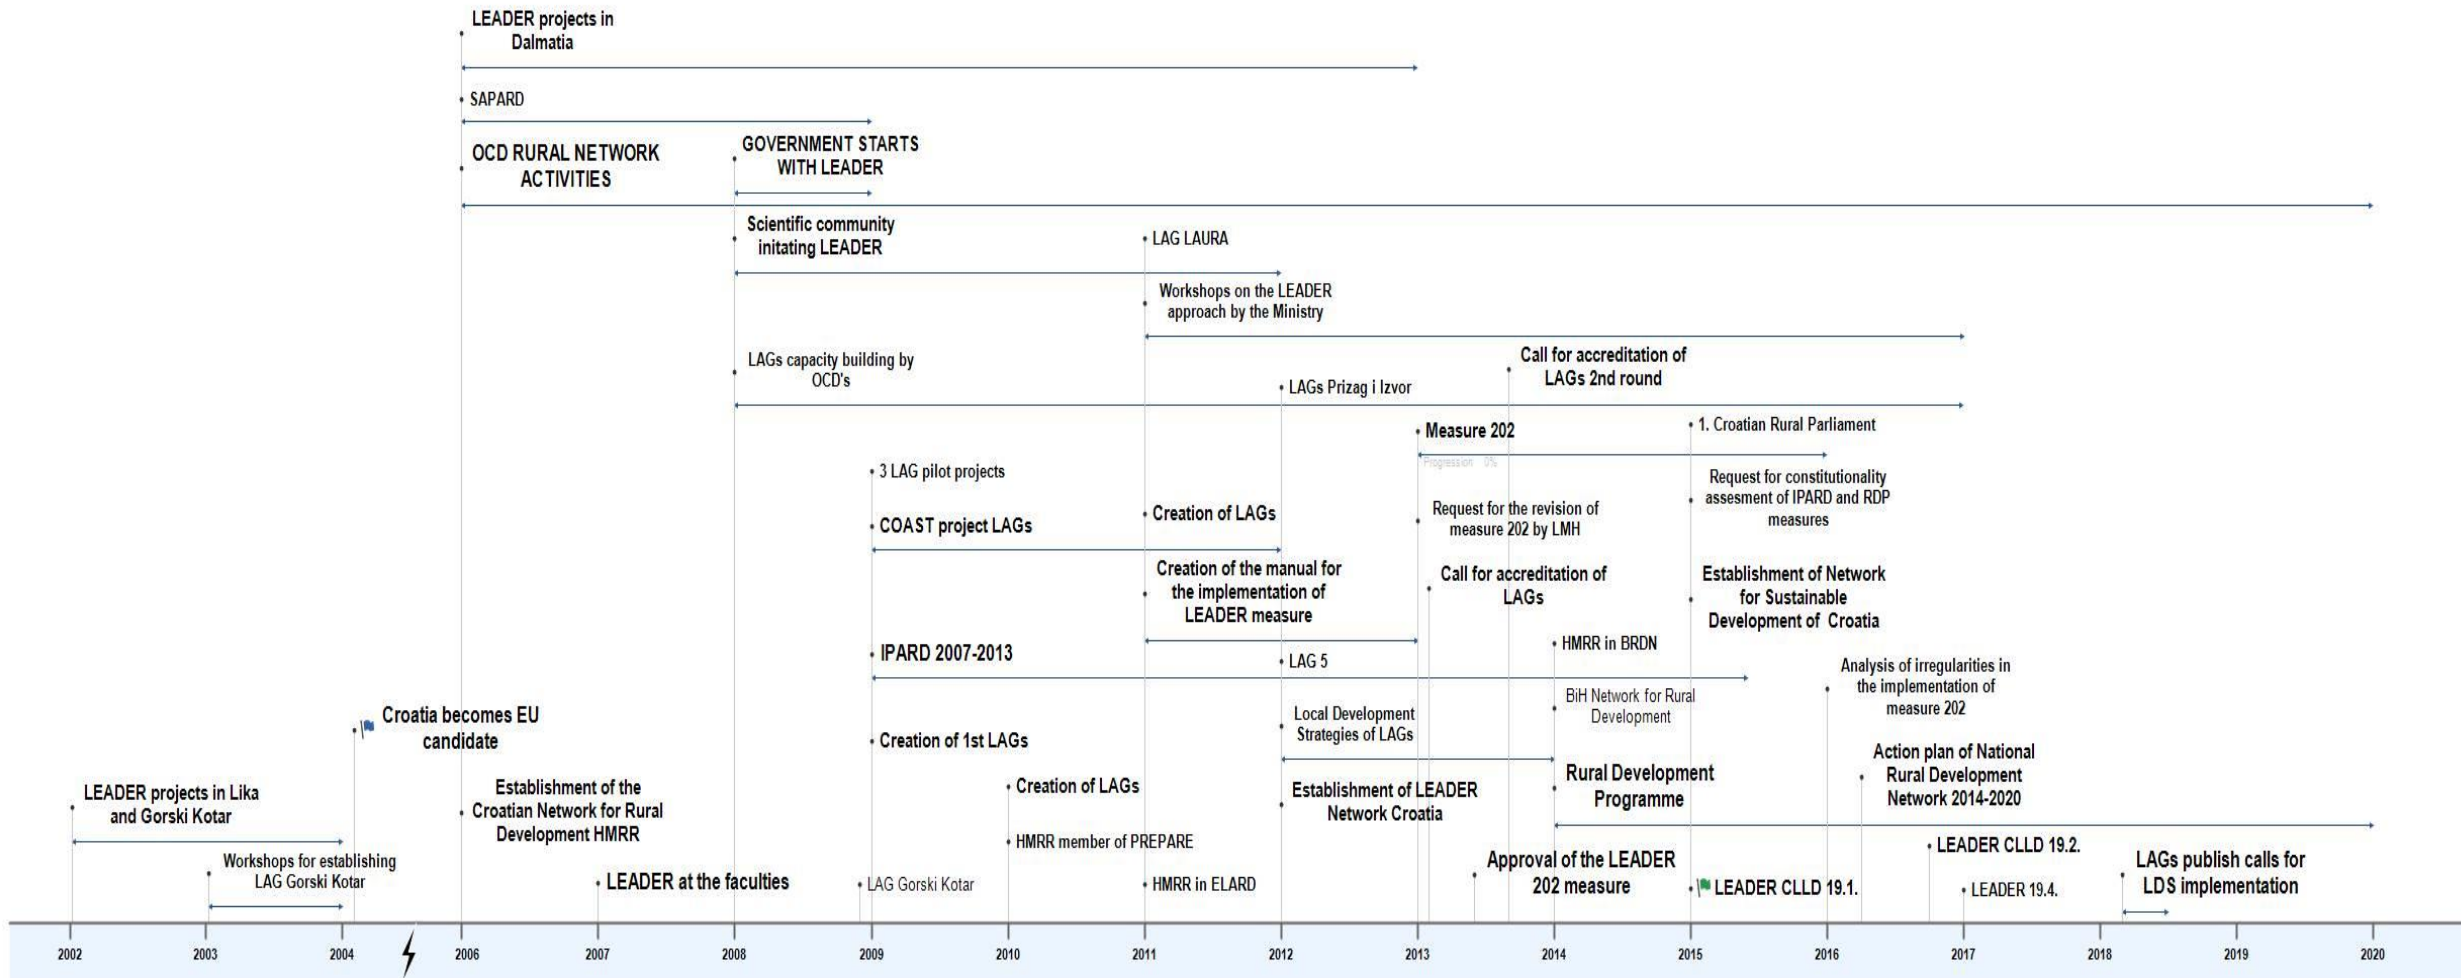 LEADER projects in
Dalmatia
SAPARD
OCD RURAL NETWORK
ACTIVITIES
GOVERNMENT STARTS
WITH LEADER
Scientific community
initating LEADER
LAG LAURA
Workshops on the LEADER
approach by the Ministry
LAGs capacity building by
OCD's
LAGs Prizag i Izvor
Call for accreditation of
LAGs 2nd round
Measure 202
Progression 0%
1. Croatian Rural Parliament
3 LAG pilot projects
Request for constitutionality
assesment of IPARD and RDP
measures
COAST project LAGs
Creation of LAGs
Request for the revision of
measure 202 by LMH
Creation of the manual for
the implementation of
LEADER measure
Call for accreditation of
LAGs
Establishment of Network
for Sustainable
Development of Croatia
IPARD 2007-2013
LAG 5
HMRR in BRDN
Analysis of irregularities in
the implementation of
measure 202
Croatia becomes EU
candidate
Creation of 1st LAGs
Local Development
Strategies of LAGs
BiH Network for Rural
Development
LEADER projects in Lika
and Gorski Kotar
Establishment of the
Croatian Network for Rural
Development HMRR
Creation of LAGs
Establishment of LEADER
Network Croatia
Rural Development
Programme
Action plan of National
Rural Development
Network 2014-2020
Workshops for establishing
LAG Gorski Kotar
LEADER at the faculties
LAG Gorski Kotar
HMRR member of PREPARE
HMRR in ELARD
Approval of the LEADER
202 measure
LEADER CLLD 19.1.
LEADER CLLD 19.2.
LEADER 19.4.
LAGs publish calls for
LDS implementation
2002 2003 2004 2006 2007 2008 2009 2010 2011 2012 2013 2014 2015 2016 2017 2018 2019 2020